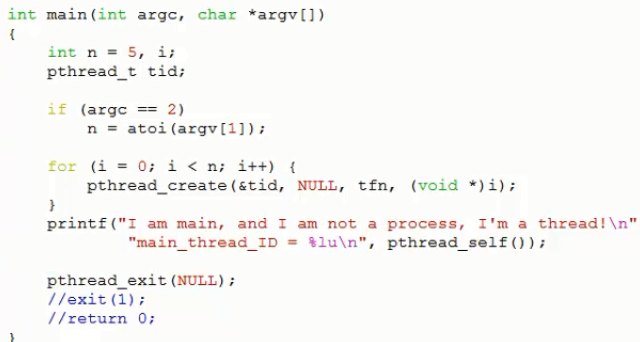 int main(int argc, char *argv[])
{
    int n = 5, i;
    pthread_t tid;

    if (argc == 2)
        n = atoi(argv[1]);

    for (i = 0; i < n; i++) {
        pthread_create(&tid, NULL, tfn, (void *)i);
    }
    printf("I am main, and I am not a process, I'm a thread!\n"
            "main_thread_ID = %lu\n", pthread_self());

    pthread_exit(NULL);
    //exit(1);
    //return 0;
}